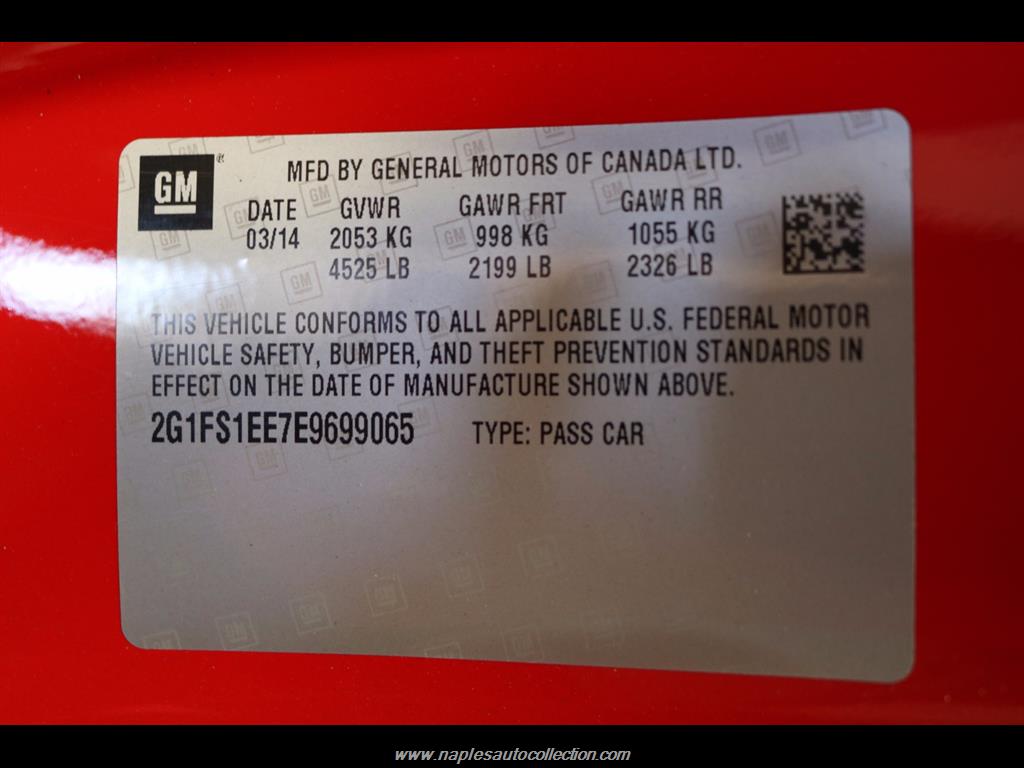 GM®
MFD BY GENERAL MOTORS OF CANADA LTD.
DATE GVWR GAWR FRT GAWR RR
03/14 2053 KG 998 KG 1055 KG
4525 LB 2199 LB 2326 LB
THIS VEHICLE CONFORMS TO ALL APPLICABLE U.S. FEDERAL MOTOR
VEHICLE SAFETY, BUMPER, AND THEFT PREVENTION STANDARDS IN
EFFECT ON THE DATE OF MANUFACTURE SHOWN ABOVE.
2G1FS1EE7E9699065 TYPE: PASS CAR
www.naplesautocollection.com